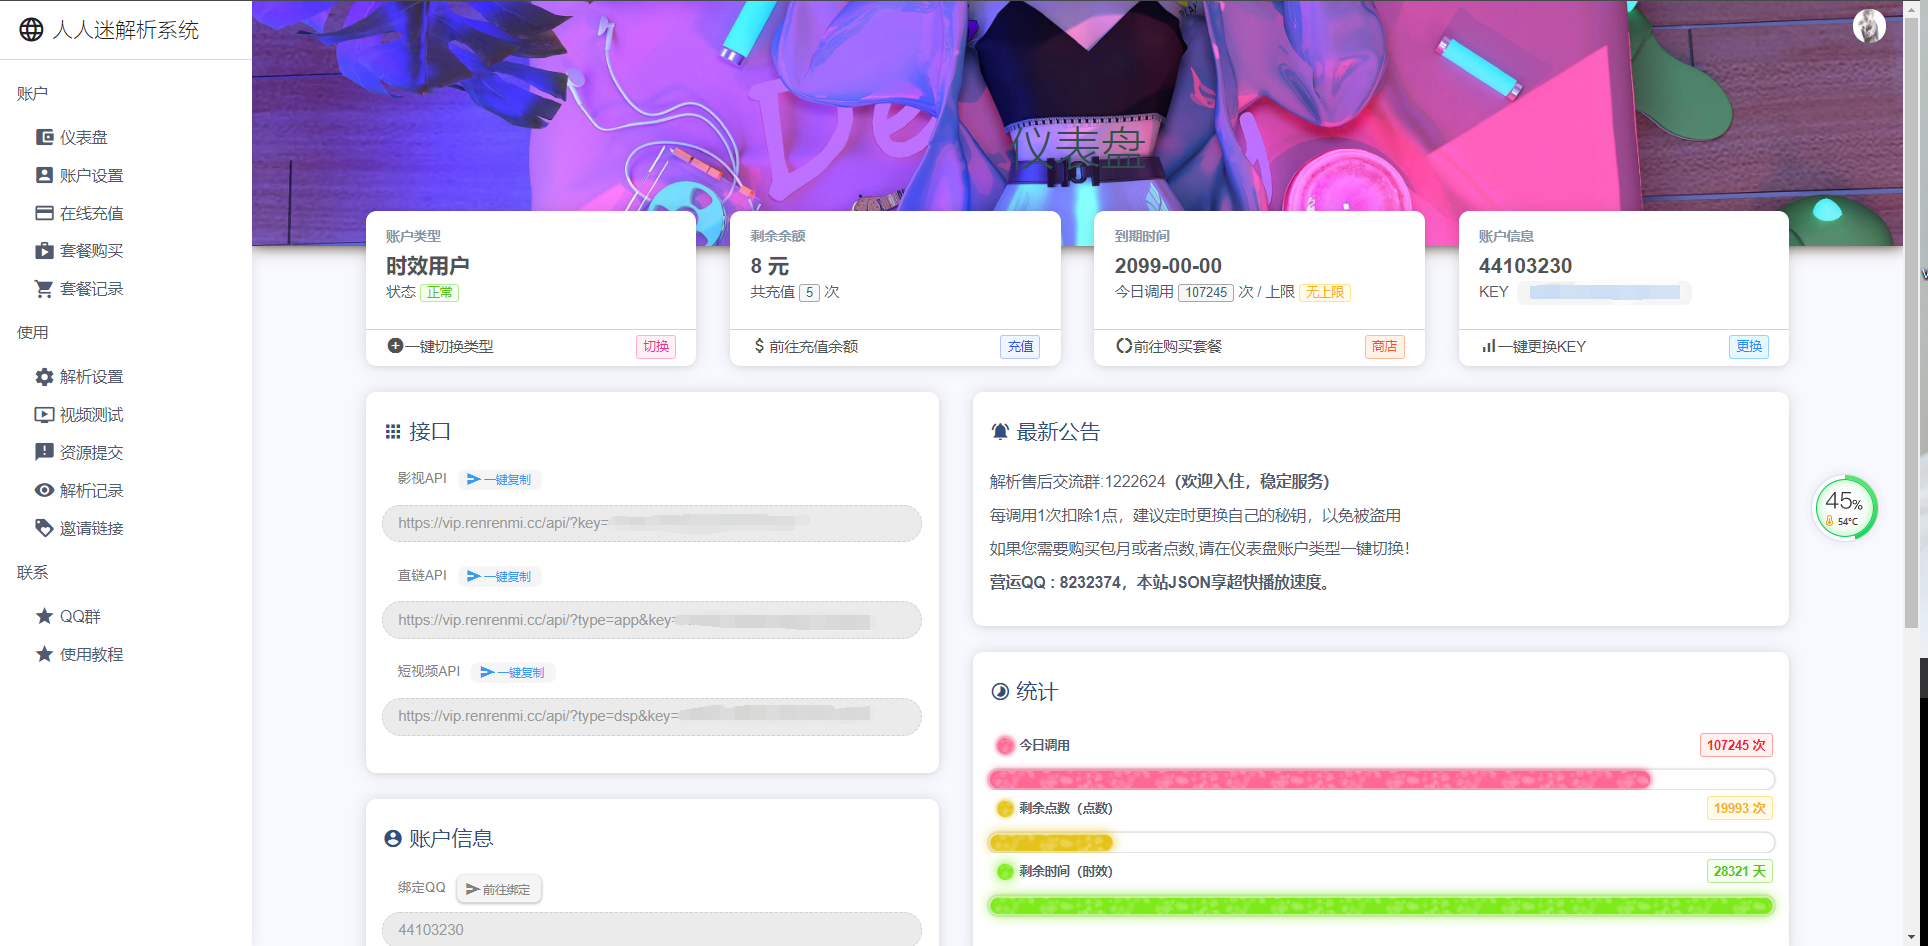 人人迷解析系统
账户
仪表盘
账户设置
在线充值
套餐购买
套餐记录
使用
解析设置
视频测试
资源提交
解析记录
邀请链接
联系
QQ群
使用教程
仪表盘
账户类型
时效用户
状态 正常
一键切换类型 切换
剩余余额
8 元
共充值 5 次
$ 前往充值余额 充值
到期时间
2099-00-00
今日调用 107245 次 / 上限 无上限
前往购买套餐 商店
账户信息
44103230
KEY
一键更换KEY 更换
接口
影视API 一键复制
https://vip.renrenmi.cc/api/?key=
直链API 一键复制
https://vip.renrenmi.cc/api/?type=app&key=
短视频API 一键复制
https://vip.renrenmi.cc/api/?type=dsp&key=
账户信息
绑定QQ 前往绑定
44103230
最新公告
解析售后交流群:1222624（欢迎入住，稳定服务）
每调用1次扣除1点，建议定时更换自己的秘钥，以免被盗用
如果您需要购买包月或者点数,请在仪表盘账户类型一键切换！
营运QQ：8232374，本站JSON享超快播放速度。
统计
今日调用 107245 次
剩余点数（点数） 19993 次
剩余时间（时效） 28321 天
45%
54°C